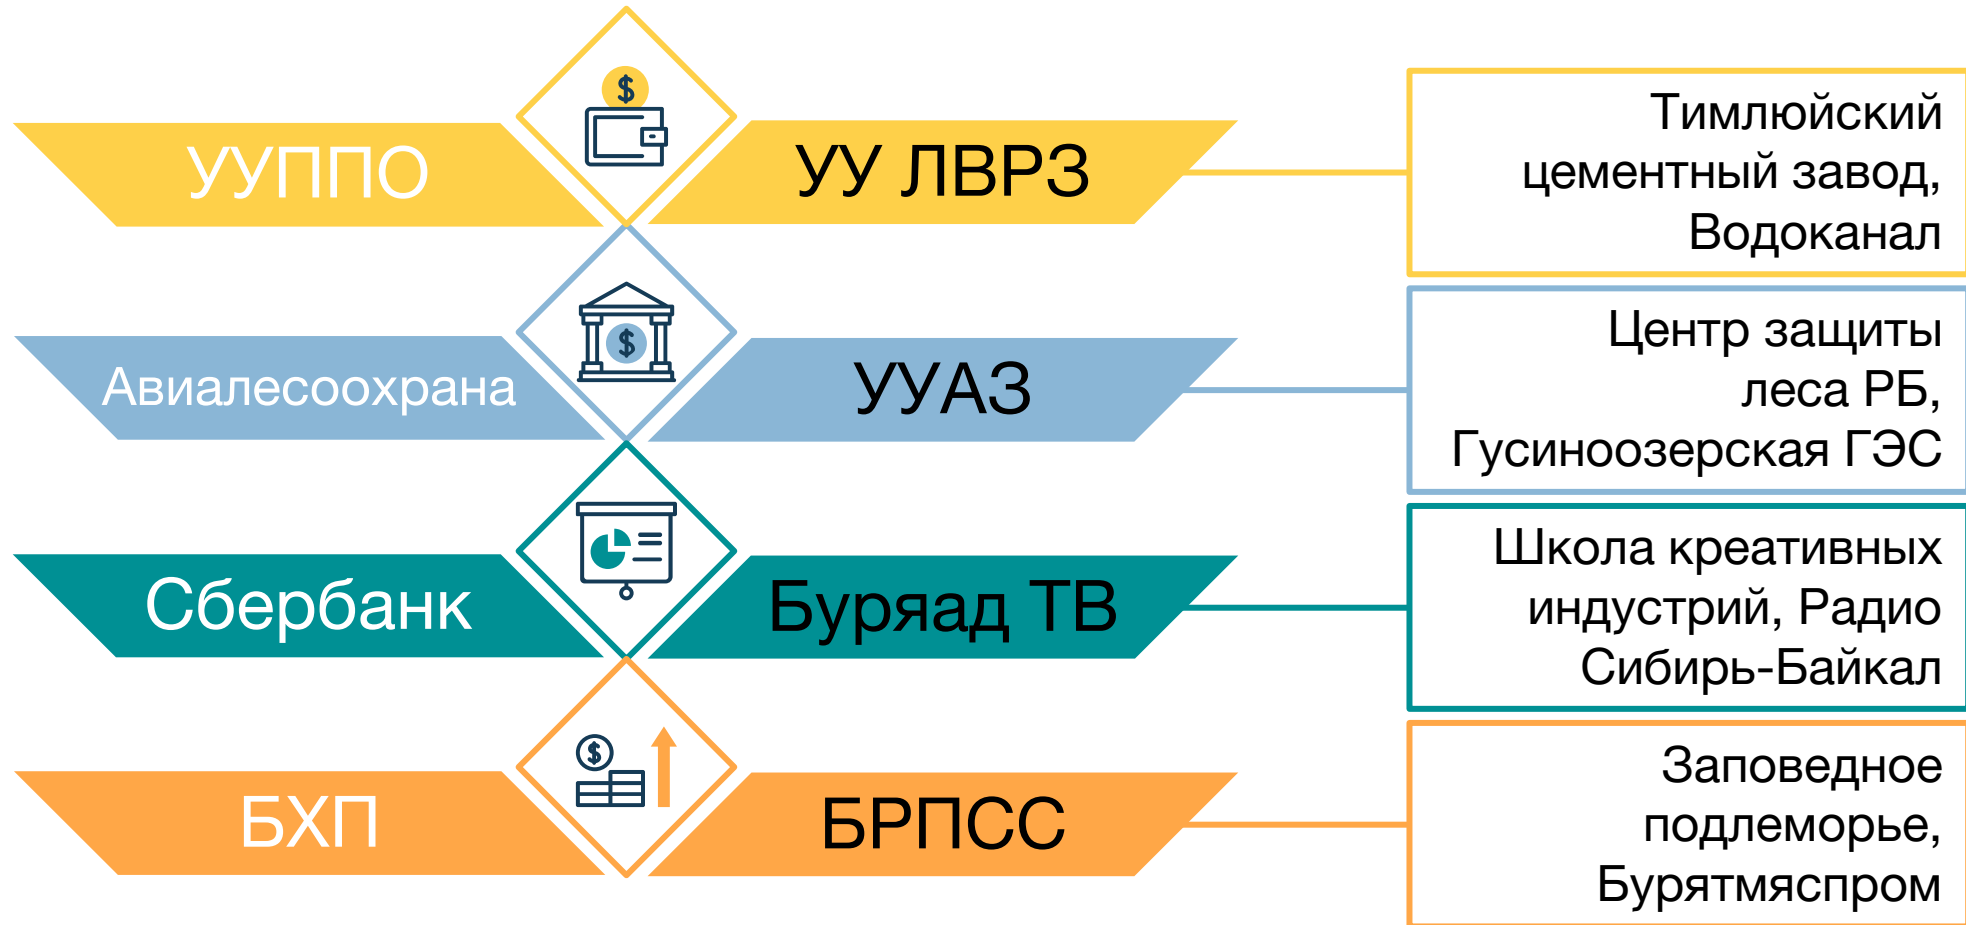 УУППО
УУ ЛВРЗ
Тимлюйский
цементный завод,
Водоканал
Авиалесоохрана
УУАЗ
Центр защиты
леса РБ,
Гусиноозерская ГЭС
Сбербанк
Буряад ТВ
Школа креативных
индустрий, Радио
Сибирь-Байкал
БХП
БРПСС
Заповедное
подлеморье,
Бурятмяспром